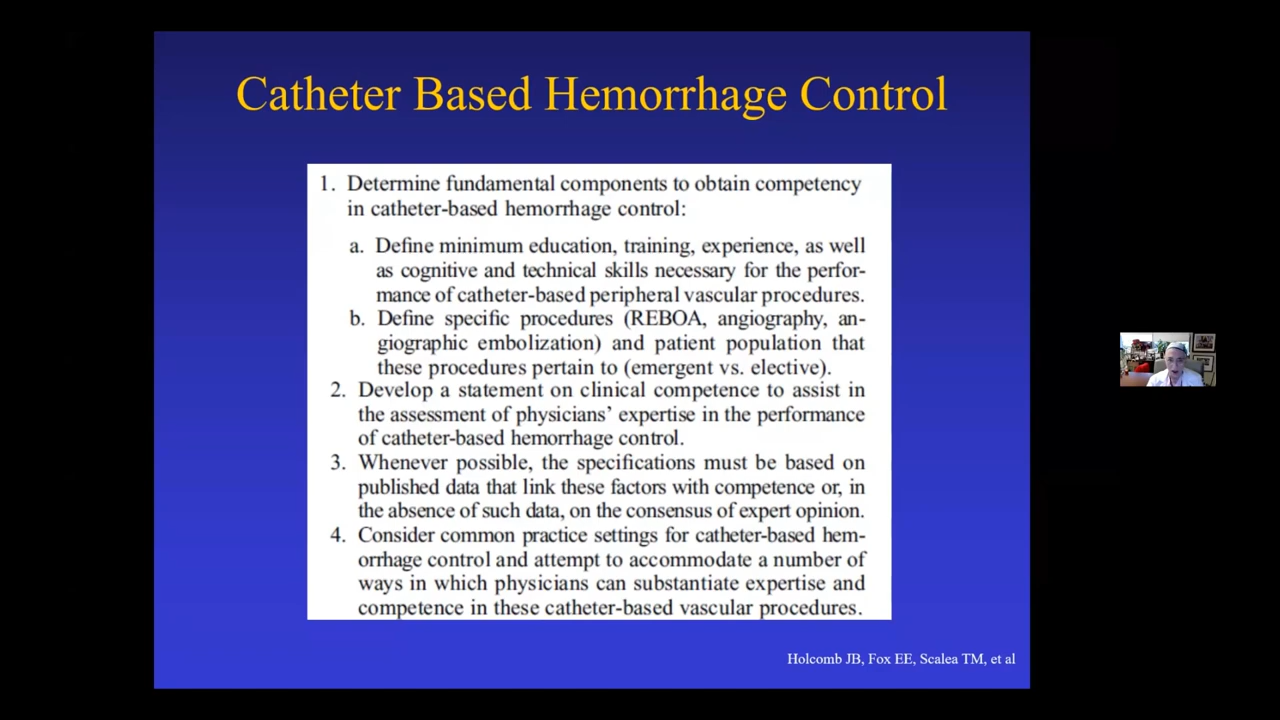 Catheter Based Hemorrhage Control
1. Determine fundamental components to obtain competency
in catheter-based hemorrhage control:
a. Define minimum education, training, experience, as well
as cognitive and technical skills necessary for the perfor-
mance of catheter-based peripheral vascular procedures.
b. Define specific procedures (REBOA, angiography, an-
giographic embolization) and patient population that
these procedures pertain to (emergent vs. elective).
2. Develop a statement on clinical competence to assist in
the assessment of physicians’ expertise in the performance
of catheter-based hemorrhage control.
3. Whenever possible, the specifications must be based on
published data that link these factors with competence or, in
the absence of such data, on the consensus of expert opinion.
4. Consider common practice settings for catheter-based hem-
orrhage control and attempt to accommodate a number of
ways in which physicians can substantiate expertise and
competence in these catheter-based vascular procedures.
Holcomb JB, Fox EE, Scalea TM, et al